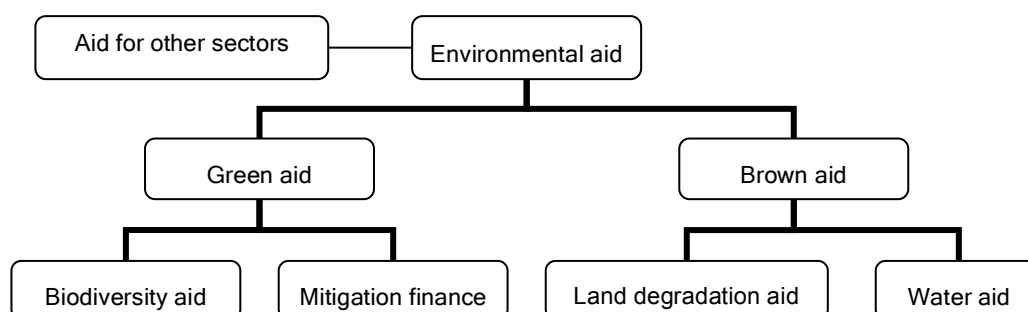 Aid for other sectors
Environmental aid
Green aid
Brown aid
Biodiversity aid
Mitigation finance
Land degradation aid
Water aid